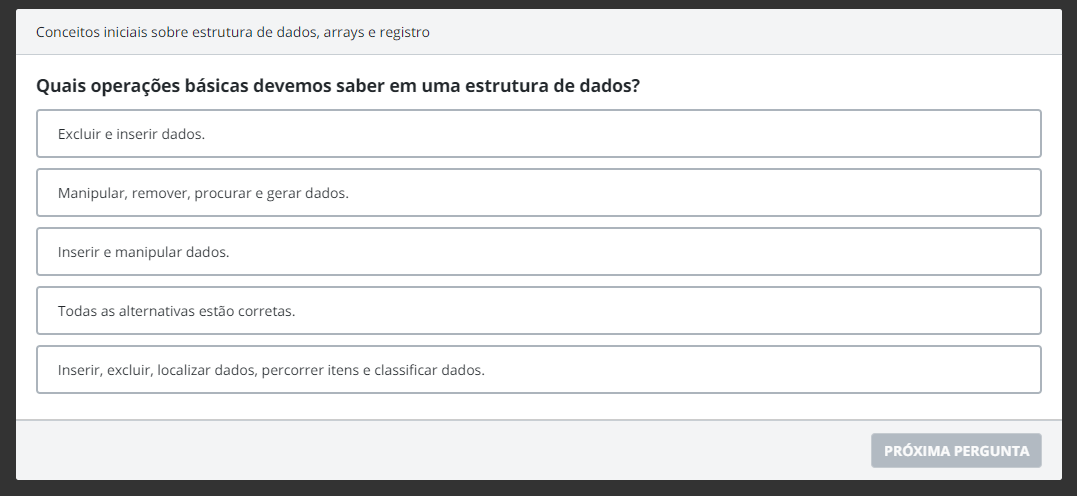 Conceitos iniciais sobre estrutura de dados, arrays e registro
Quais operações básicas devemos saber em uma estrutura de dados?
Excluir e inserir dados.
Manipular, remover, procurar e gerar dados.
Inserir e manipular dados.
Todas as alternativas estão corretas.
Inserir, excluir, localizar dados, percorrer itens e classificar dados.
PRÓXIMA PERGUNTA